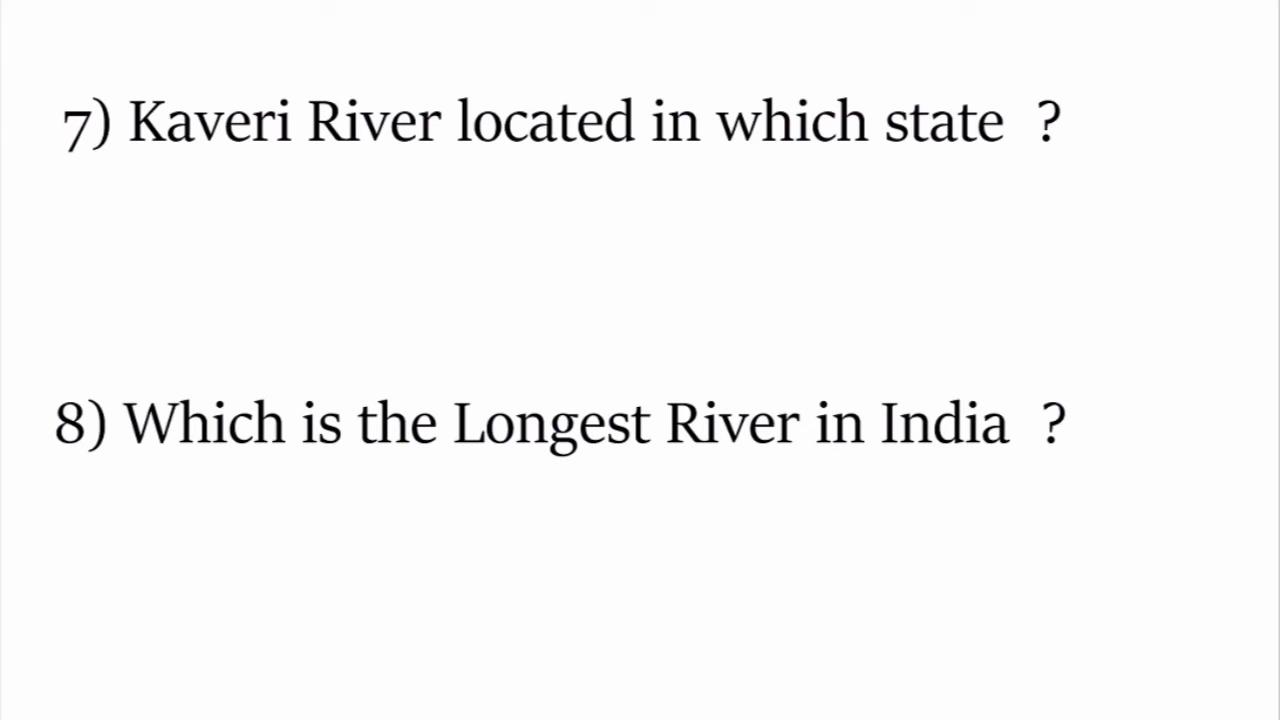 7) Kaveri River located in which state ?
8) Which is the Longest River in India ?